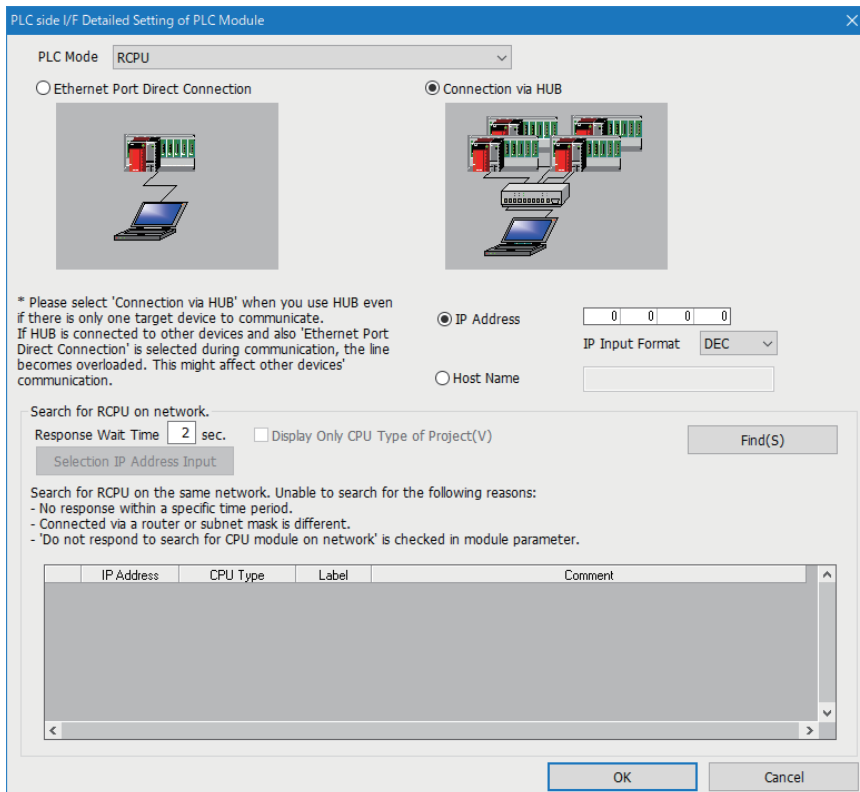 PLC side I/F Detailed Setting of PLC Module
PLC Mode RCPU
Ethernet Port Direct Connection
Connection via HUB
* Please select 'Connection via HUB' when you use HUB even
if there is only one target device to communicate.
If HUB is connected to other devices and also 'Ethernet Port
Direct Connection' is selected during communication, the line
becomes overloaded. This might affect other devices'
communication.
IP Address 0 0 0 0
IP Input Format DEC
Host Name
Search for RCPU on network.
Response Wait Time 2 sec. Display Only CPU Type of Project(V)
Find(S)
Selection IP Address Input
Search for RCPU on the same network. Unable to search for the following reasons:
- No response within a specific time period.
- Connected via a router or subnet mask is different.
- 'Do not respond to search for CPU module on network' is checked in module parameter.
IP Address CPU Type Label Comment
OK Cancel